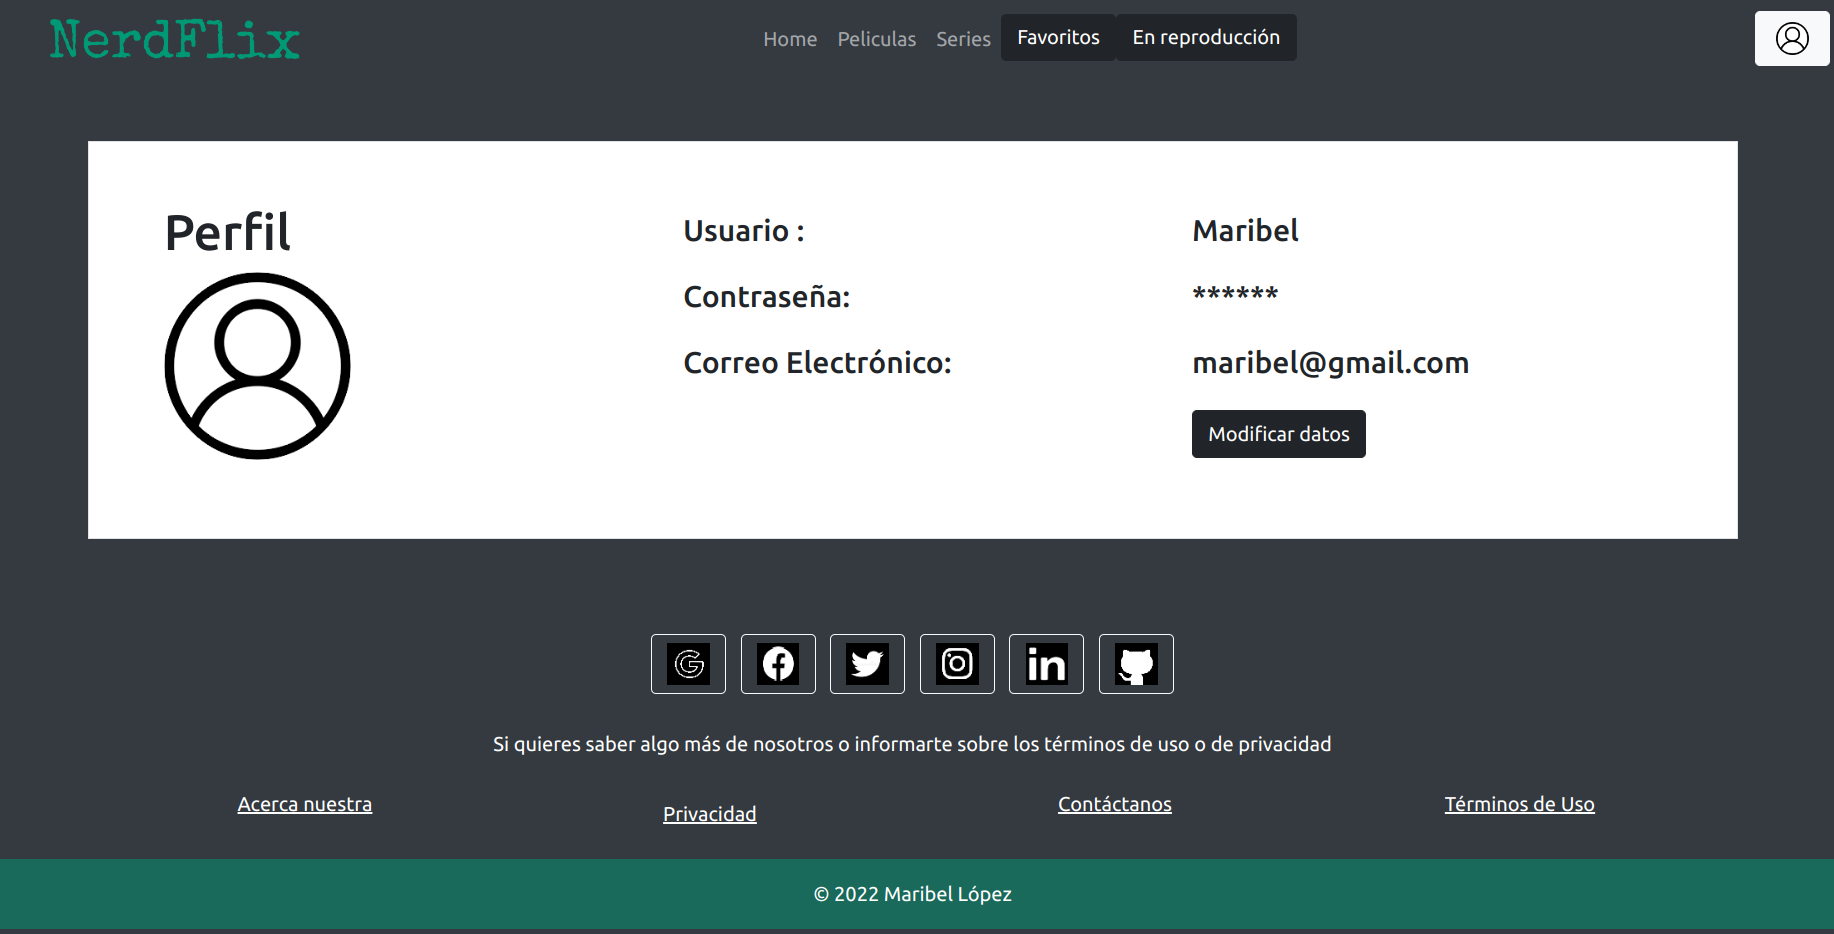 NerdFlix
Home Peliculas Series Favoritos En reproducción
Perfil
Usuario : Maribel
Contraseña: ******
Correo Electrónico: maribel@gmail.com
Modificar datos
G f in
Si quieres saber algo más de nosotros o informarte sobre los términos de uso o de privacidad
Acerca nuestra Privacidad Contáctanos Términos de Uso
© 2022 Maribel López